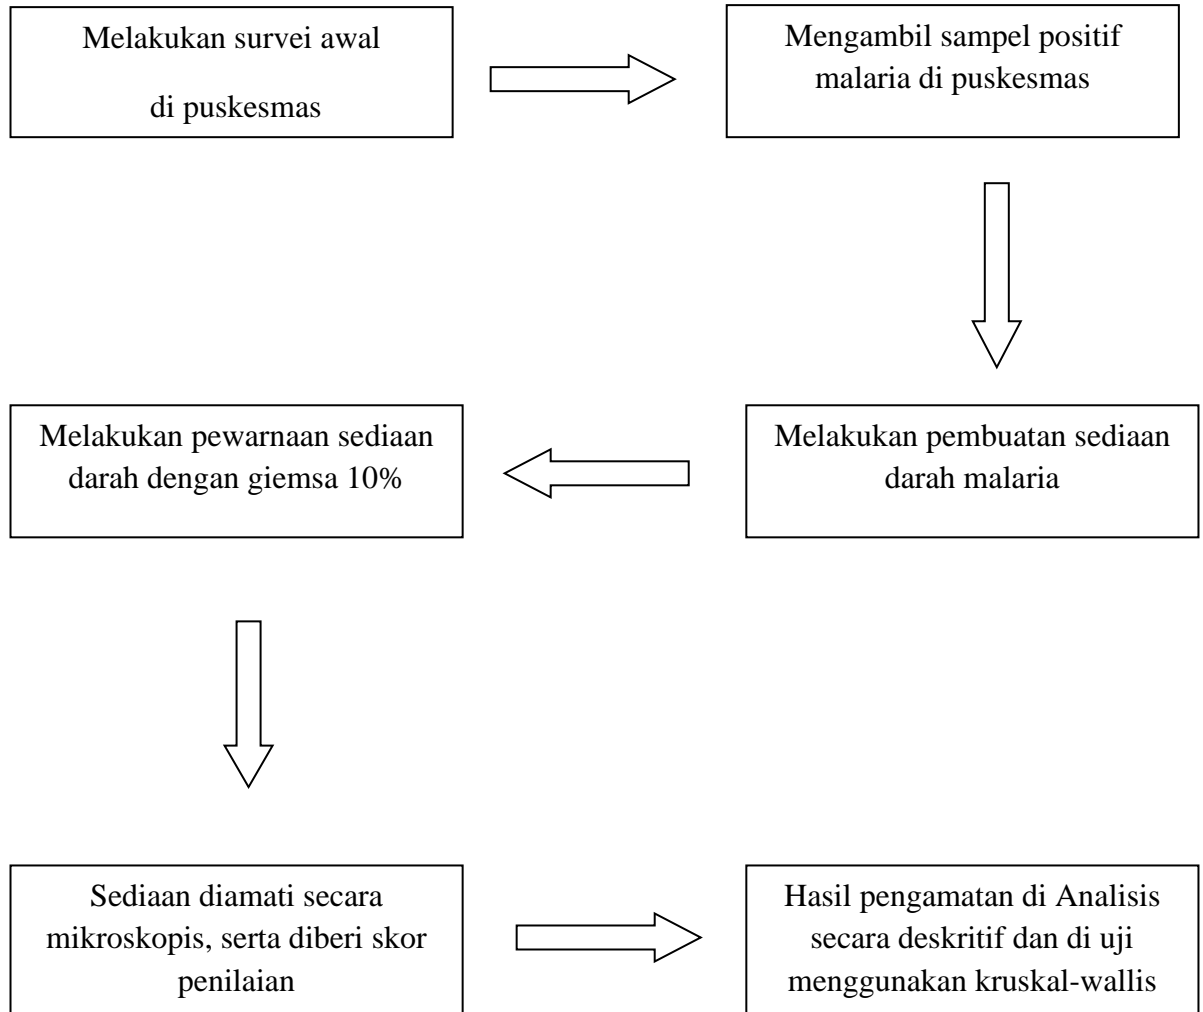 Melakukan survei awal
di puskesmas
Mengambil sampel positif
malaria di puskesmas
Melakukan pembuatan sediaan
darah malaria
Melakukan pewarnaan sediaan
darah dengan giemsa 10%
Sediaan diamati secara
mikroskopis, serta diberi skor
penilaian
Hasil pengamatan di Analisis
secara deskritif dan di uji
menggunakan kruskal-wallis